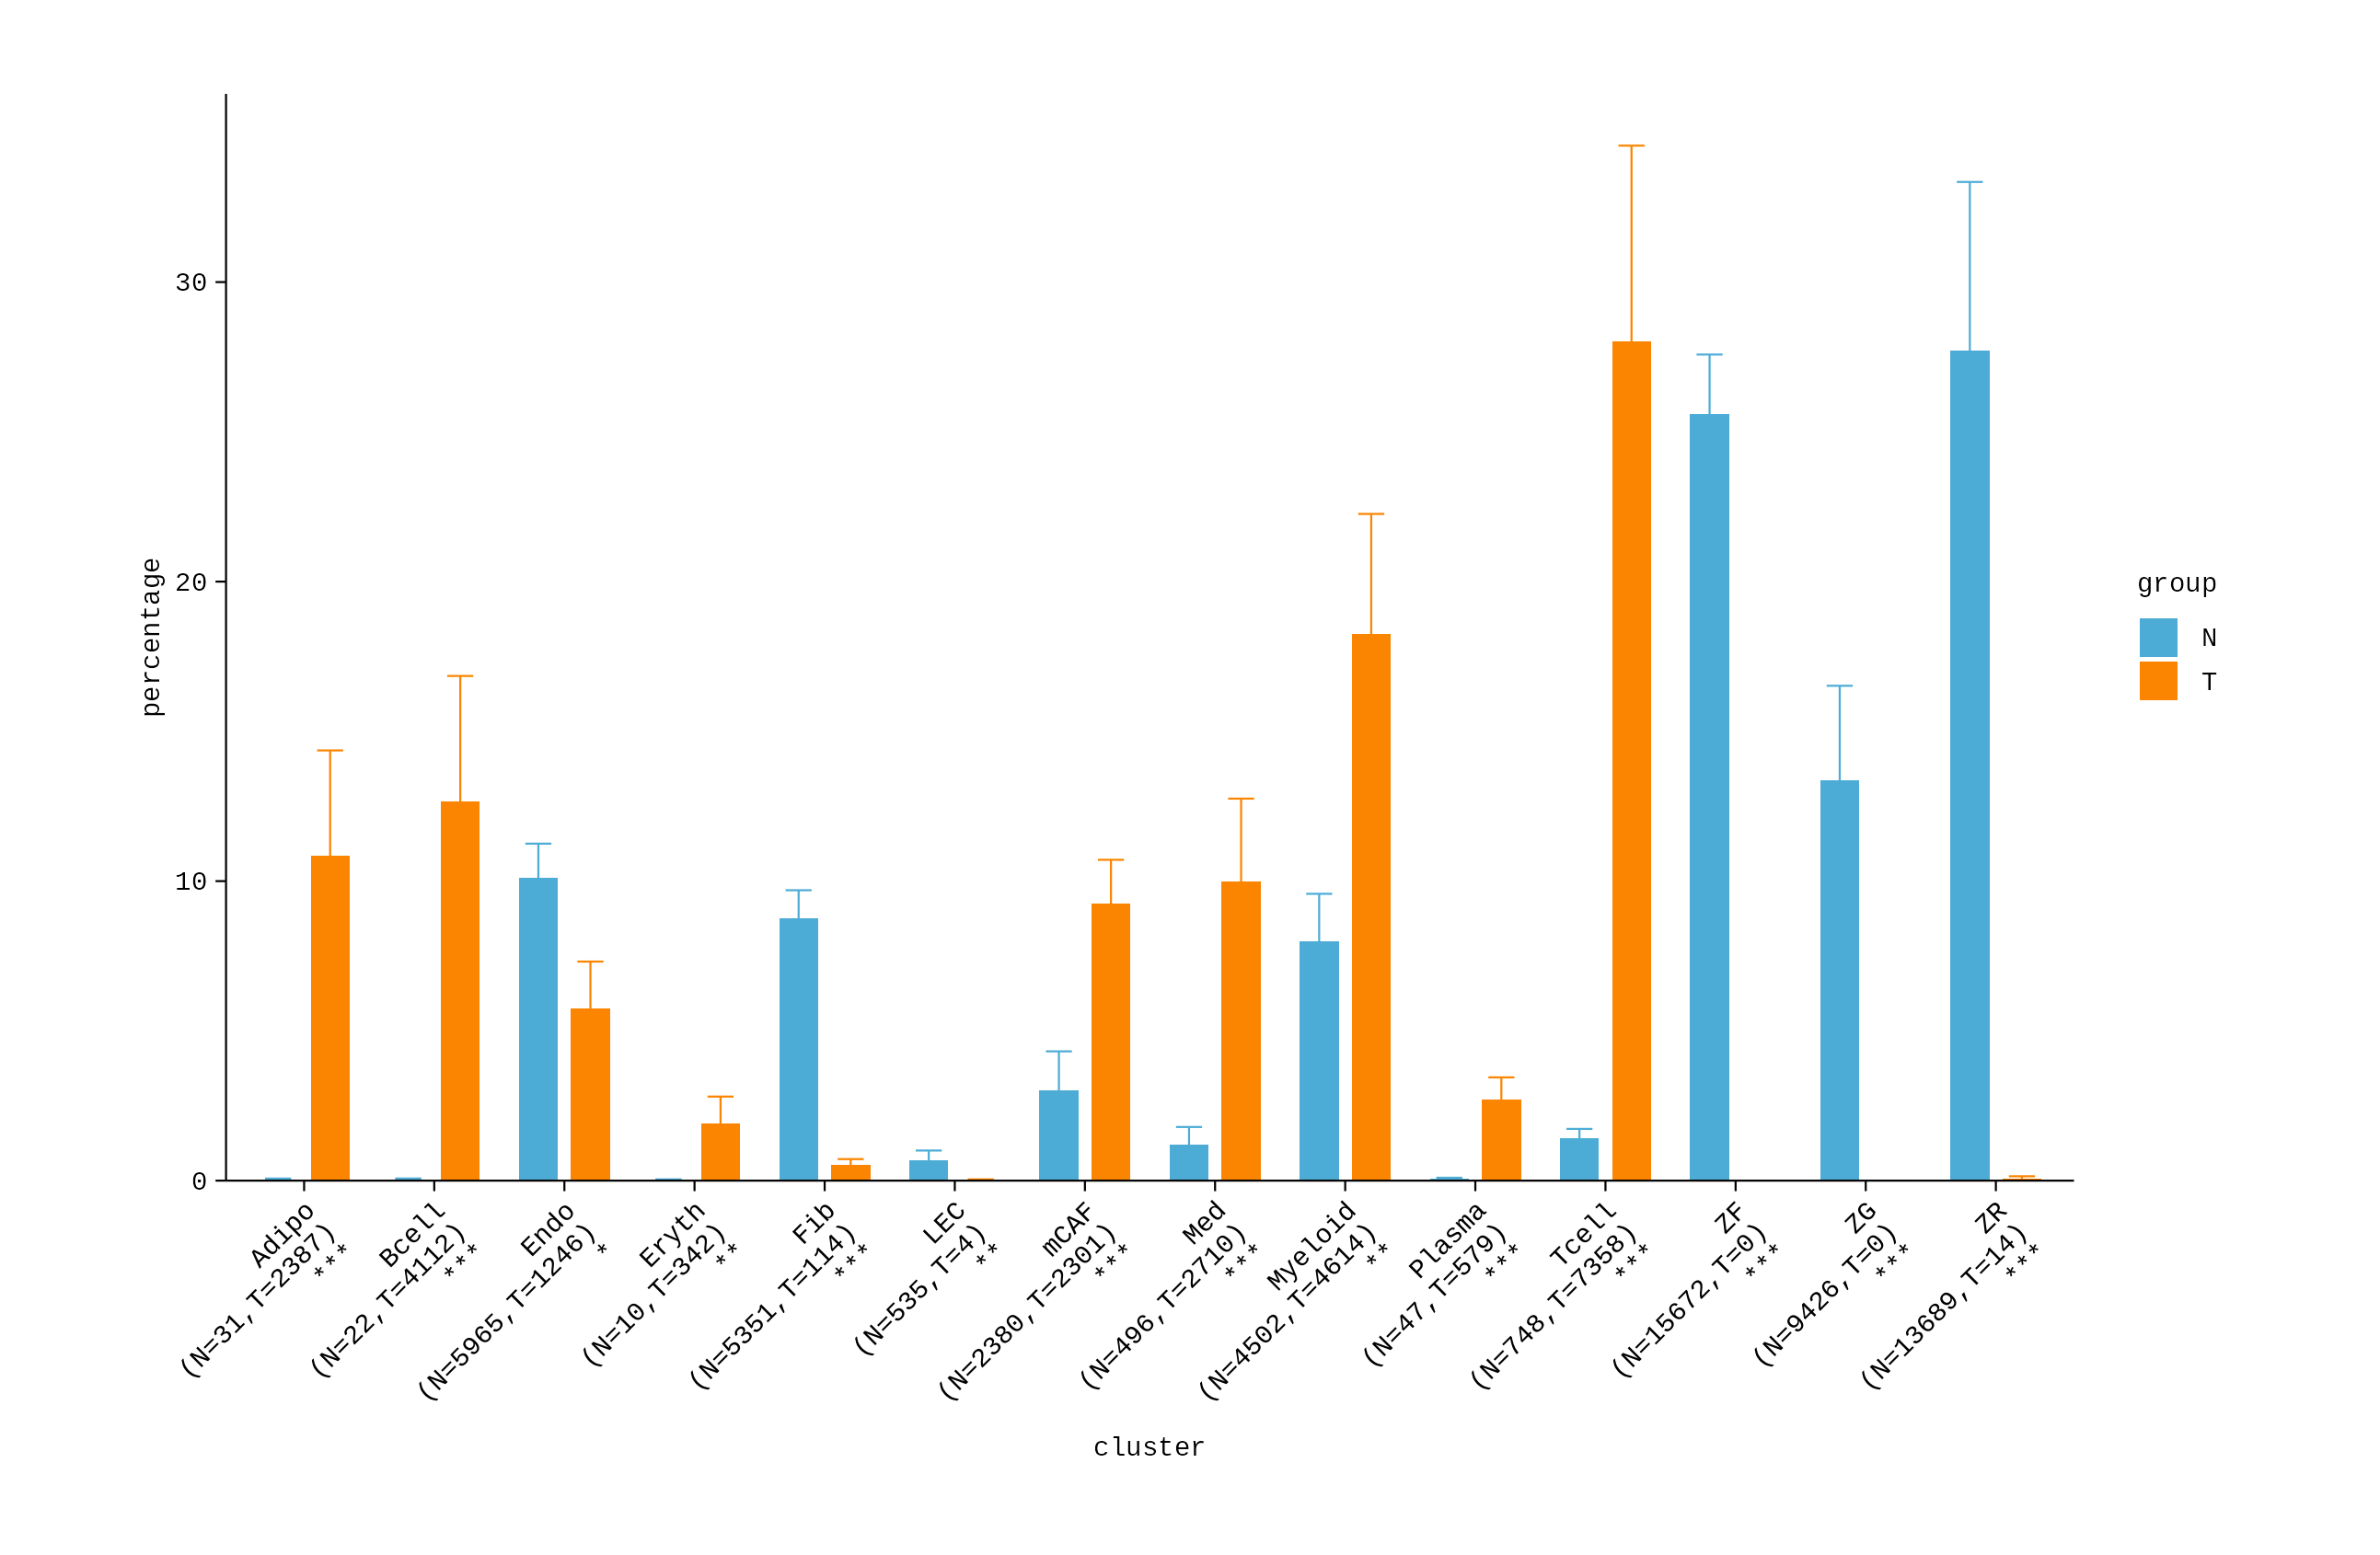 percentage
30
20
10
0
Adipo
(N=31,T=2387)
***
Bcell
(N=22,T=4112)
***
Endo
(N=5965,T=1246)
*
Eryth
(N=10,T=342)
**
Fib
(N=5351,T=114)
***
LEC
(N=535,T=4)
**
mCAF
(N=2380,T=2301)
***
Med
(N=496,T=2710)
***
Myeloid
(N=4502,T=4614)
**
Plasma
(N=47,T=579)
***
Tcell
(N=748,T=7358)
***
ZF
(N=15672,T=0)
***
ZG
(N=9426,T=0)
***
ZR
(N=13689,T=14)
***
cluster
group
N
T